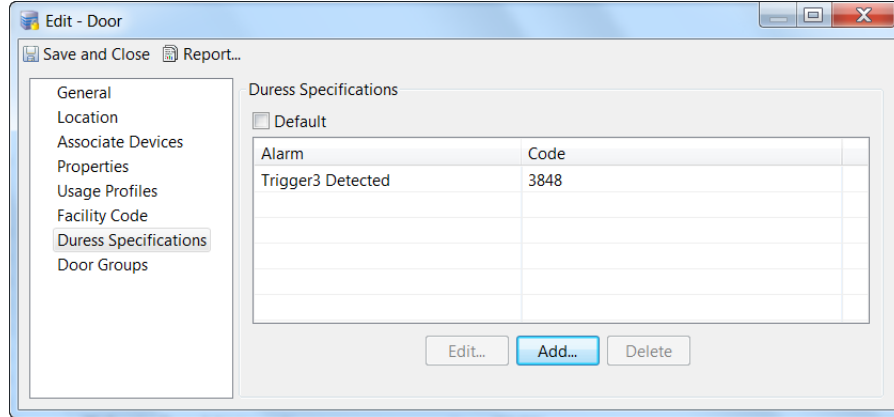 Edit - Door
Save and Close Report...
General
Location
Associate Devices
Properties
Usage Profiles
Facility Code
Duress Specifications
Door Groups
Duress Specifications
Default
Alarm Code
Trigger3 Detected 3848
Edit... Add... Delete